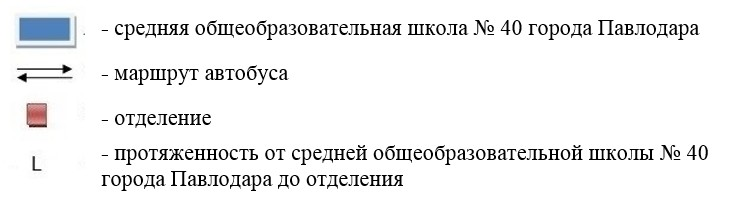 - средняя общеобразовательная школа № 40 города Павлодара
- маршрут автобуса
- отделение
L - протяженность от средней общеобразовательной школы № 40
города Павлодара до отделения